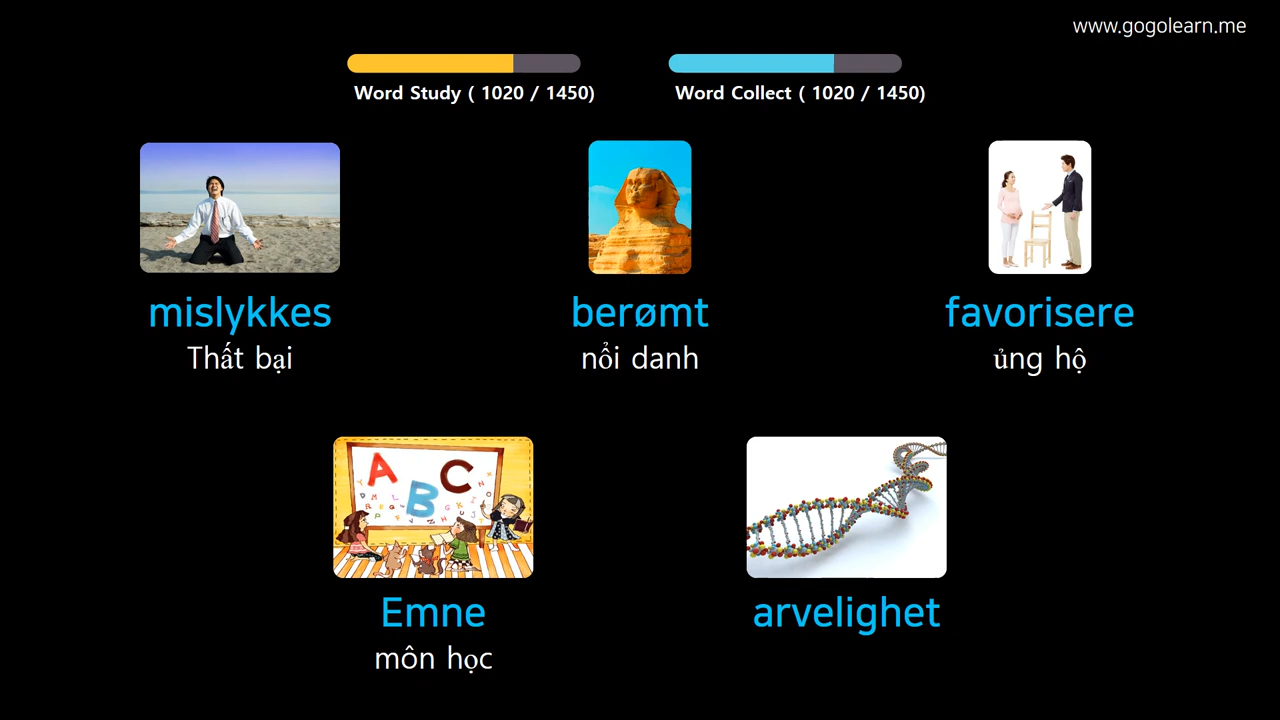 www.gogolearn.me
Word Study ( 1020 / 1450)
Word Collect ( 1020 / 1450)
mislykkes
Thất bại
berømt
nổi danh
favorisere
ủng hộ
A B C
Emne
môn học
arvelighet